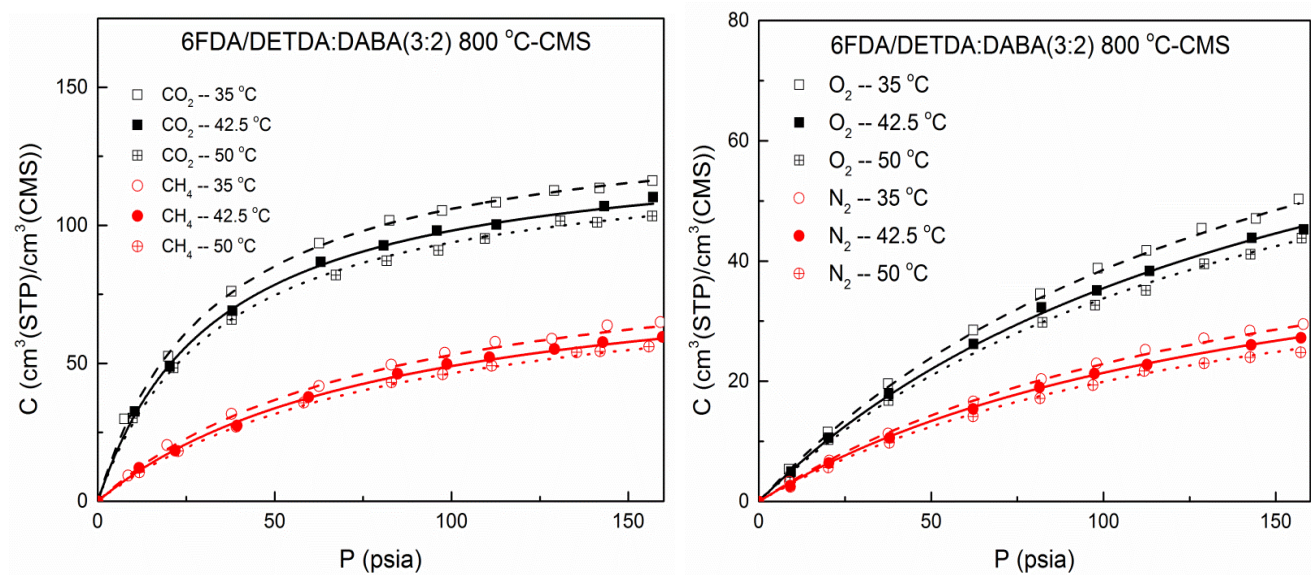 6FDA/DETDA:DABA(3:2) 800 °C-CMS
CO₂ -- 35 °C
CO₂ -- 42.5 °C
CO₂ -- 50 °C
CH₄ -- 35 °C
CH₄ -- 42.5 °C
CH₄ -- 50 °C
150
100
50
0
C (cm³(STP)/cm³(CMS))
0 50 100 150
P (psia)
6FDA/DETDA:DABA(3:2) 800 °C-CMS
O₂ -- 35 °C
O₂ -- 42.5 °C
O₂ -- 50 °C
N₂ -- 35 °C
N₂ -- 42.5 °C
N₂ -- 50 °C
80
60
40
20
0
C (cm³(STP)/cm³(CMS))
0 50 100 150
P (psia)